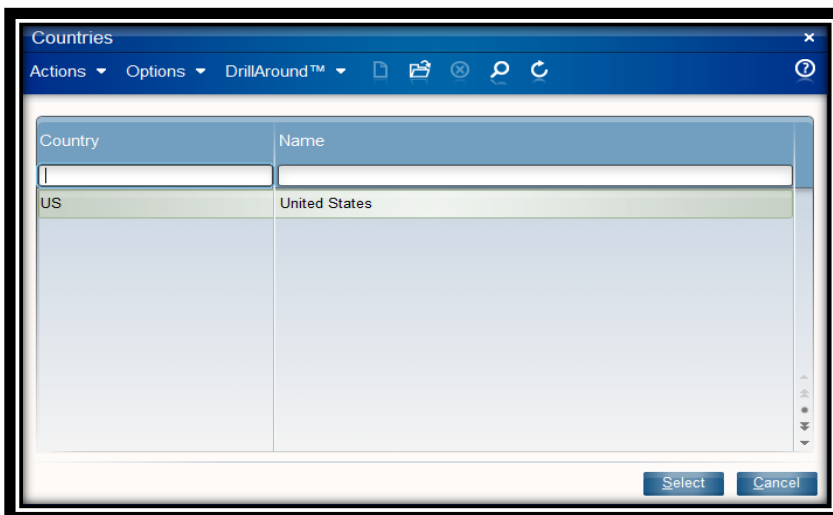 Countries
Actions Options DrillAround™
Country Name
US United States
Select Cancel